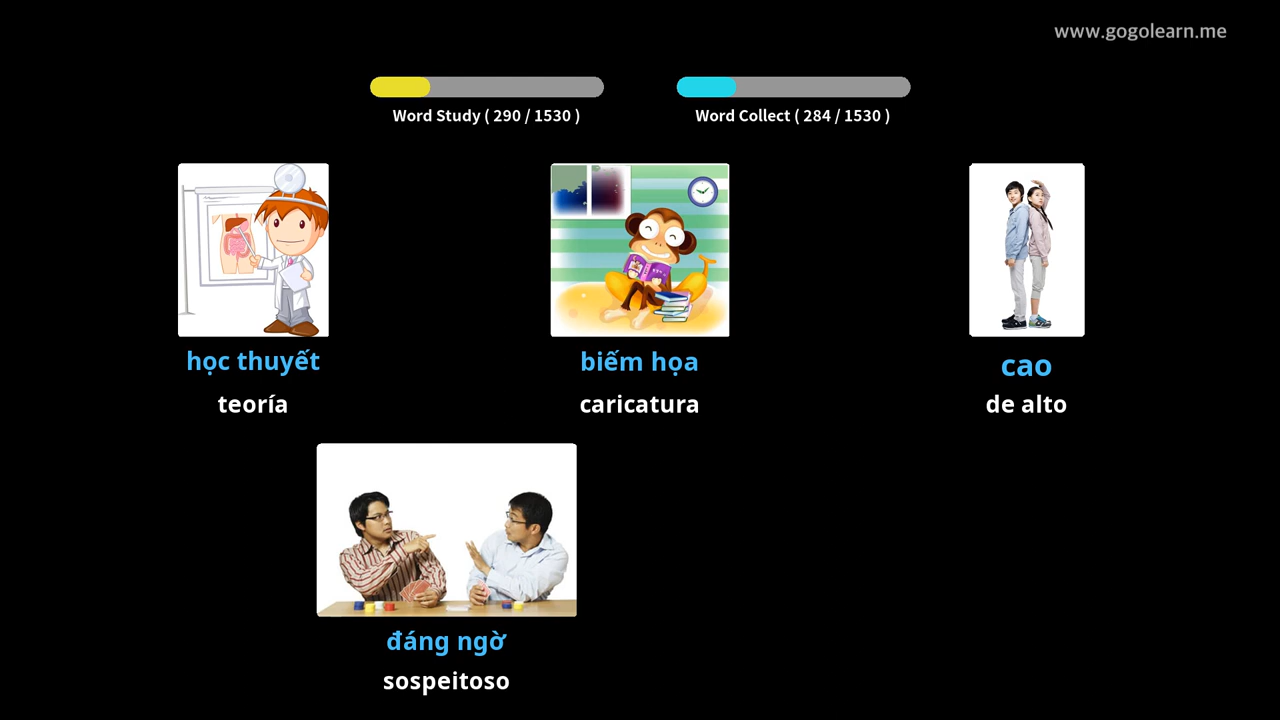 www.gogolearn.me
Word Study ( 290 / 1530 )
Word Collect ( 284 / 1530 )
học thuyết
teoría
biếm họa
caricatura
cao
de alto
đáng ngờ
sospeitoso